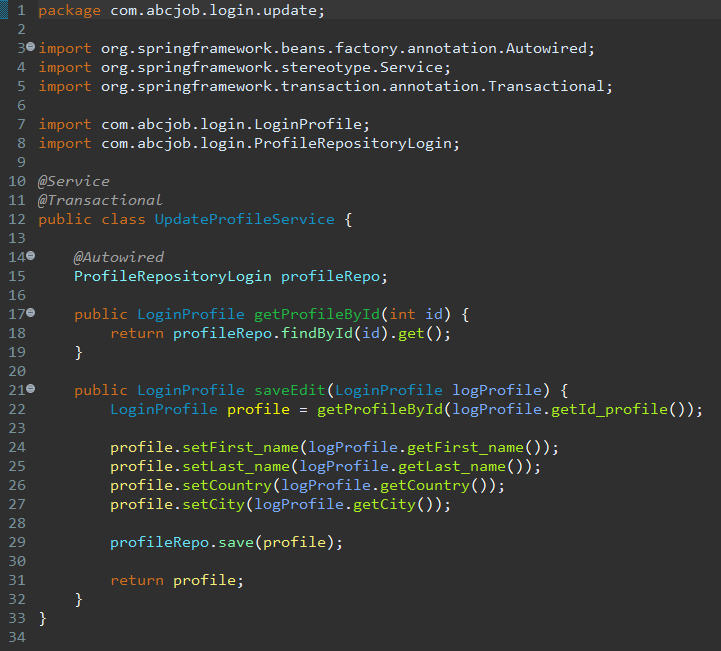 1 package com.abcjob.login.update;
2
3 import org.springframework.beans.factory.annotation.Autowired;
4 import org.springframework.stereotype.Service;
5 import org.springframework.transaction.annotation.Transactional;
6
7 import com.abcjob.login.LoginProfile;
8 import com.abcjob.login.ProfileRepositoryLogin;
9
10 @Service
11 @Transactional
12 public class UpdateProfileService {
13
14     @Autowired
15     ProfileRepositoryLogin profileRepo;
16
17     public LoginProfile getProfileById(int id) {
18         return profileRepo.findById(id).get();
19     }
20
21     public LoginProfile saveEdit(LoginProfile logProfile) {
22         LoginProfile profile = getProfileById(logProfile.getId_profile());
23
24         profile.setFirst_name(logProfile.getFirst_name());
25         profile.setLast_name(logProfile.getLast_name());
26         profile.setCountry(logProfile.getCountry());
27         profile.setCity(logProfile.getCity());
28
29         profileRepo.save(profile);
30
31         return profile;
32     }
33 }
34